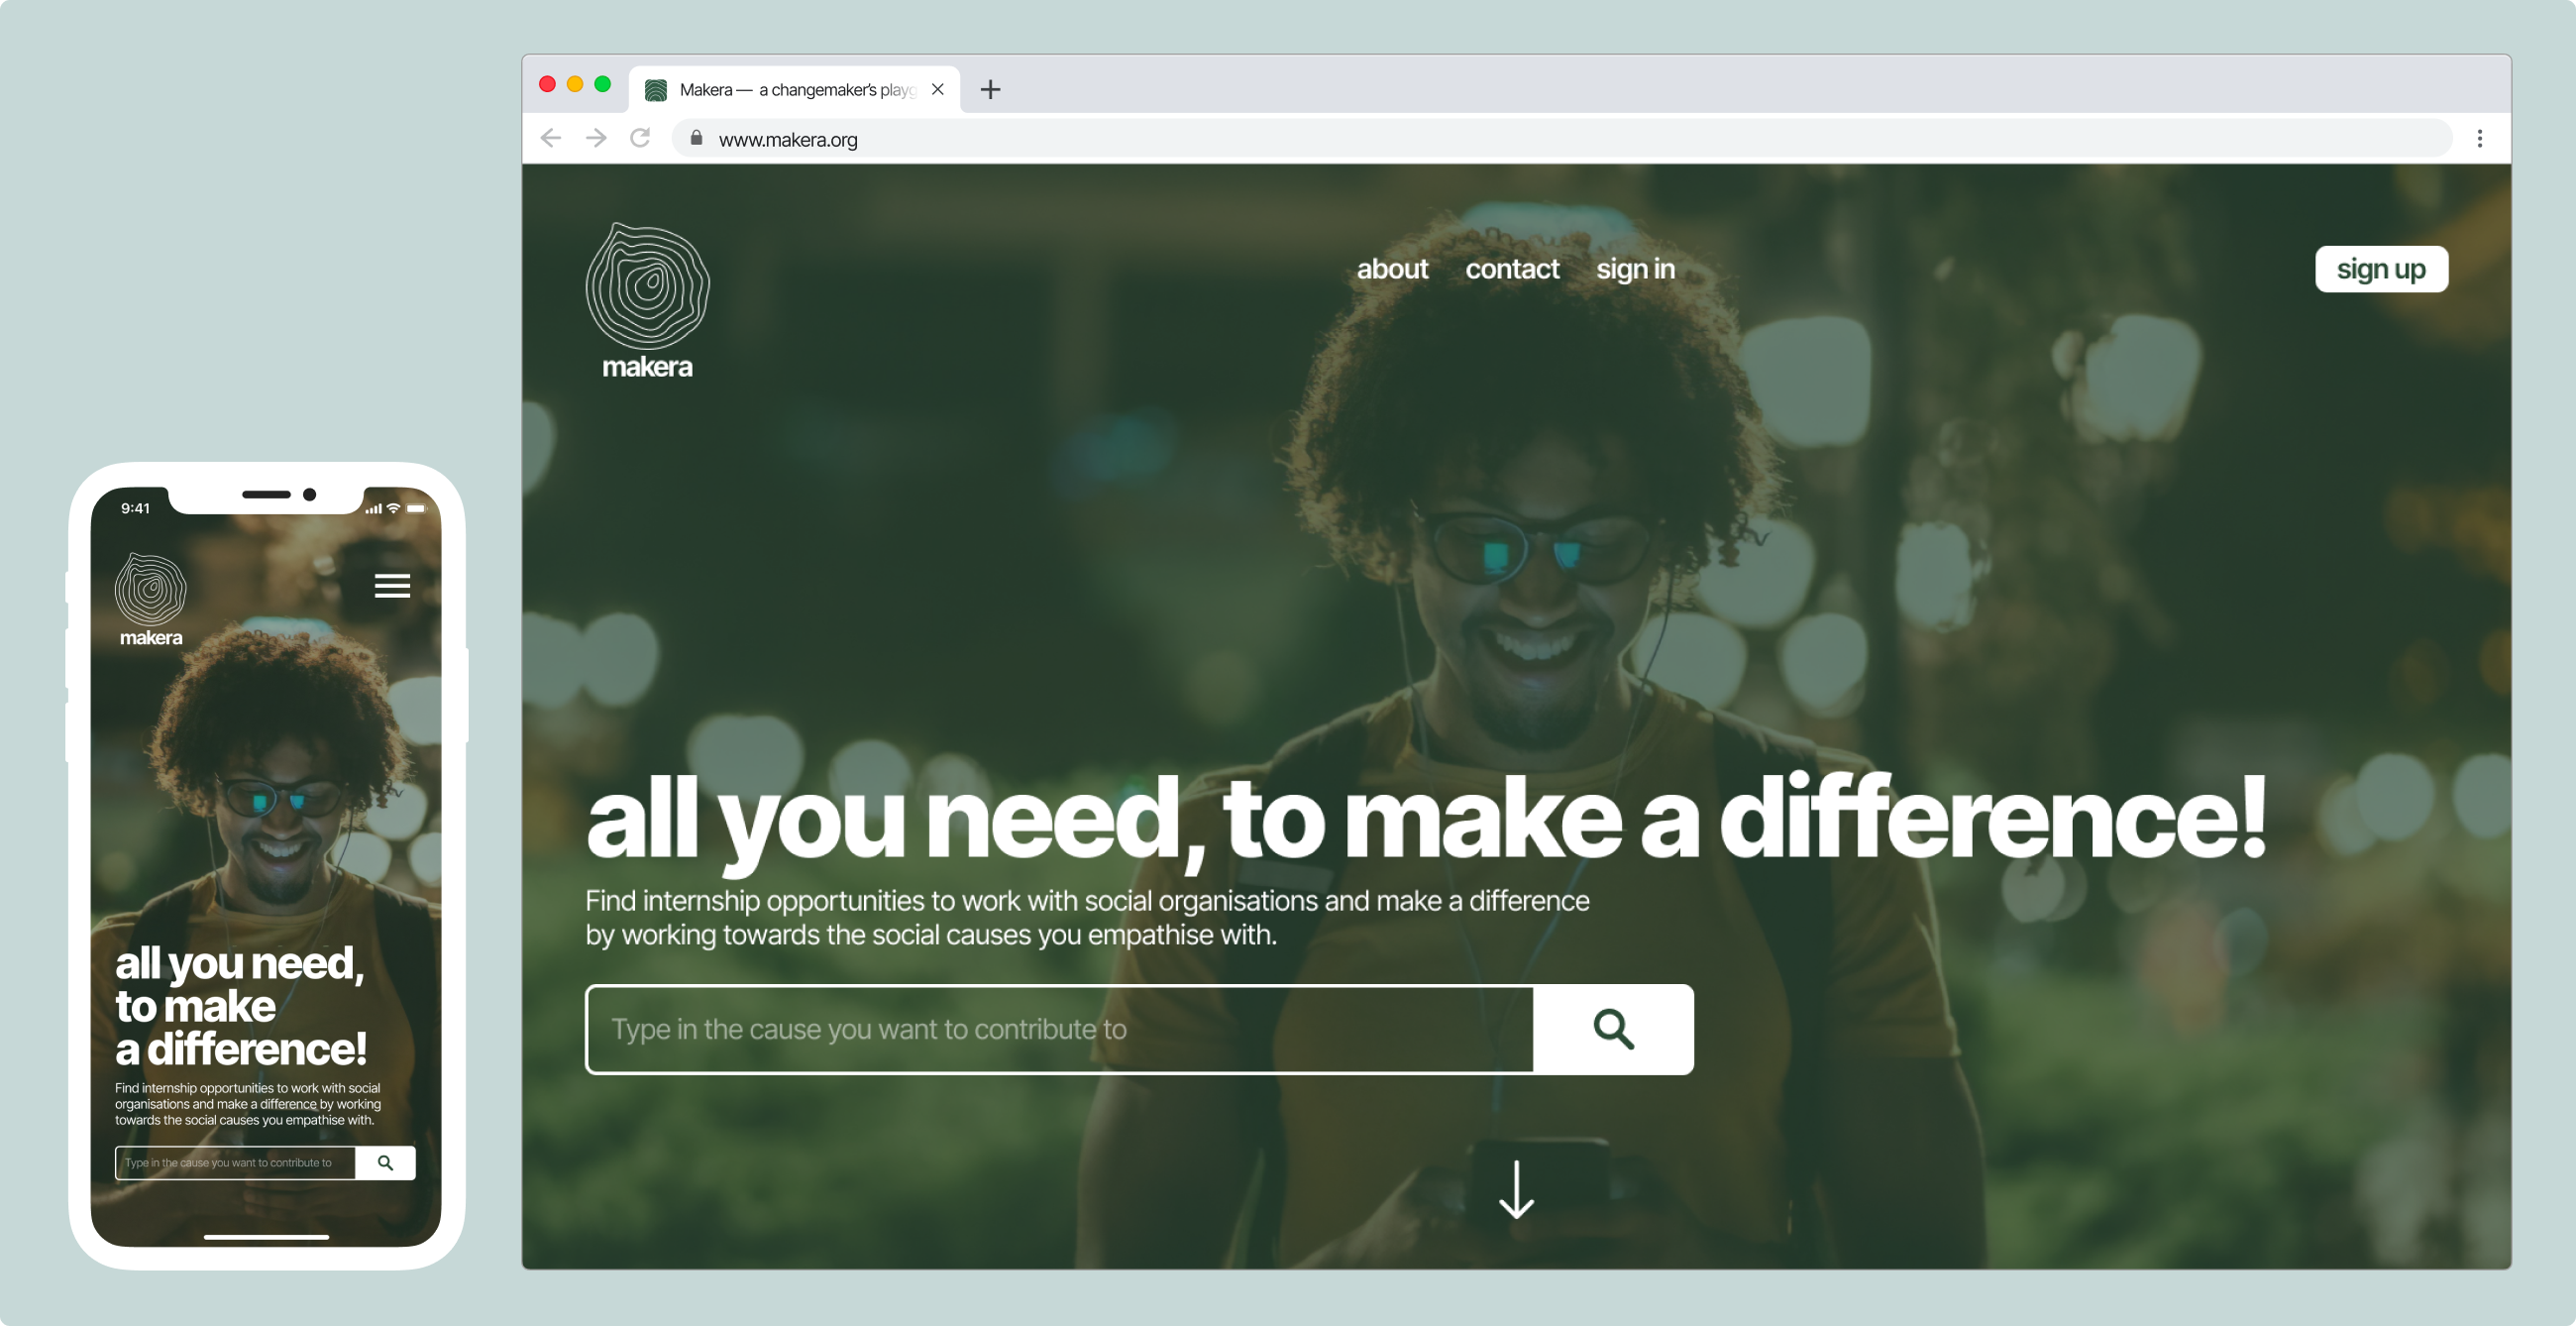 9:41
makera
all you need,
to make
a difference!
Find internship opportunities to work with social
organisations and make a difference by working
towards the social causes you empathise with.
Type in the cause you want to contribute to
Makera — a changemaker's playg
www.makera.org
makera
about contact sign in
sign up
all you need, to make a difference!
Find internship opportunities to work with social organisations and make a difference
by working towards the social causes you empathise with.
Type in the cause you want to contribute to